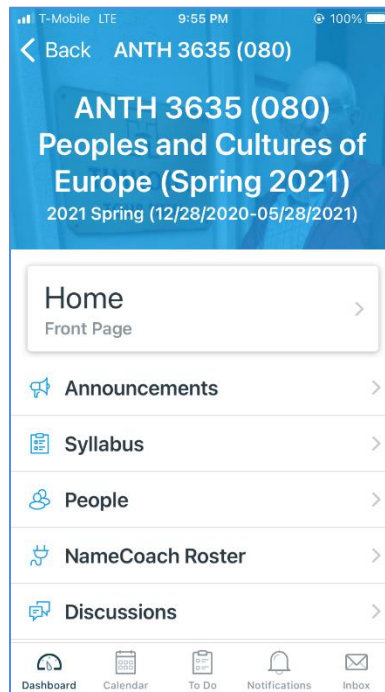 T-Mobile LTE 9:55 PM 100%
Back ANTH 3635 (080)
ANTH 3635 (080)
Peoples and Cultures of
Europe (Spring 2021)
2021 Spring (12/28/2020-05/28/2021)
Home
Front Page
Announcements
Syllabus
People
NameCoach Roster
Discussions
Dashboard Calendar To Do Notifications Inbox